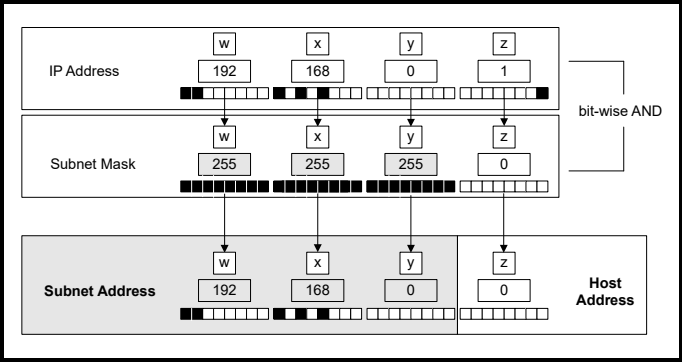 w x y z
IP Address 192 168 0 1
bit-wise AND
w x y z
Subnet Mask 255 255 255 0
w x y z
Subnet Address 192 168 0 0 Host
Address